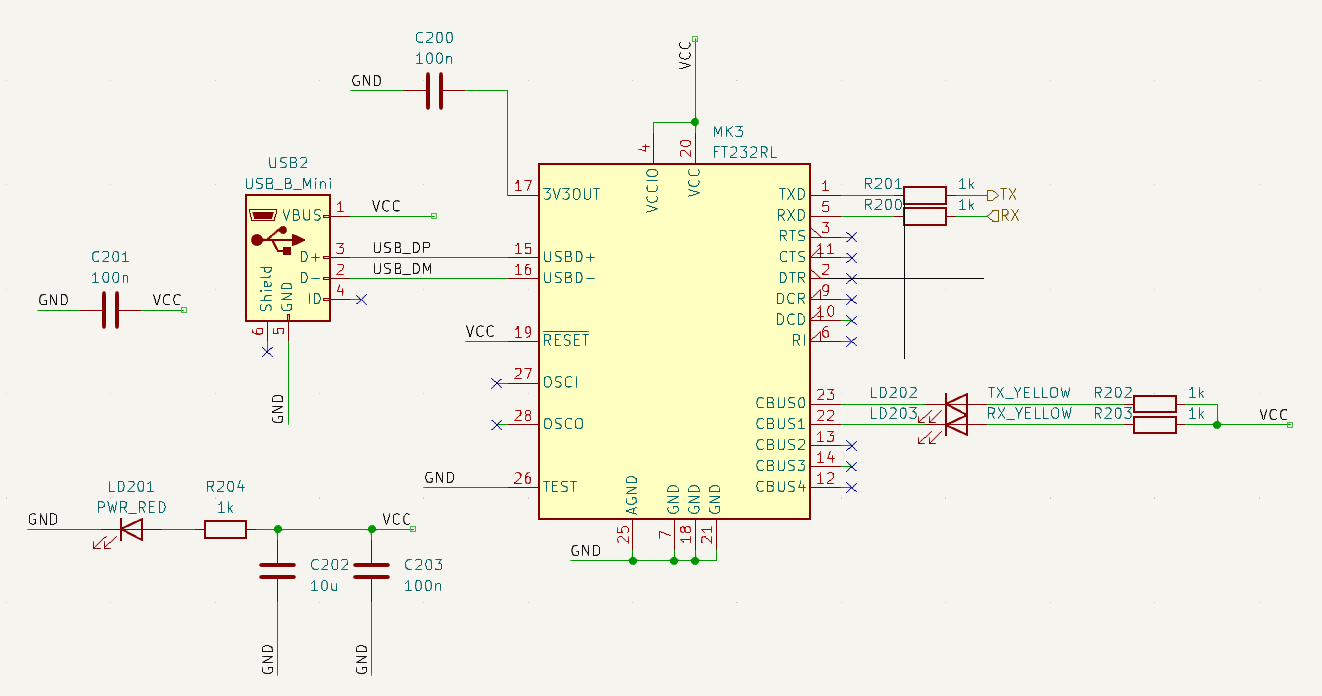 C200
100n
GND
VCC
MK3
FT232RL
4
20
VCCIO
VCC
USB2
USB_B_Mini
VBUS
1
VCC
D+
3
USB_DP
D-
2
USB_DM
ID
4
Shield
GND
6
5
GND
C201
100n
GND
VCC
17
3V3OUT
15
USBD+
16
USBD-
VCC
19
RESET
27
OSCI
28
OSCO
GND
26
TEST
TXD
1
R201
1k
TX
RXD
5
R200
1k
RX
RTS
3
CTS
11
DTR
2
DCR
9
DCD
10
RI
6
CBUS0
23
LD202
TX_YELLOW
R202
1k
CBUS1
22
LD203
RX_YELLOW
R203
1k
VCC
CBUS2
13
CBUS3
14
CBUS4
12
AGND
GND
GND
GND
25
7
18
21
GND
LD201
PWR_RED
R204
1k
GND
VCC
C202
10u
C203
100n
GND
GND